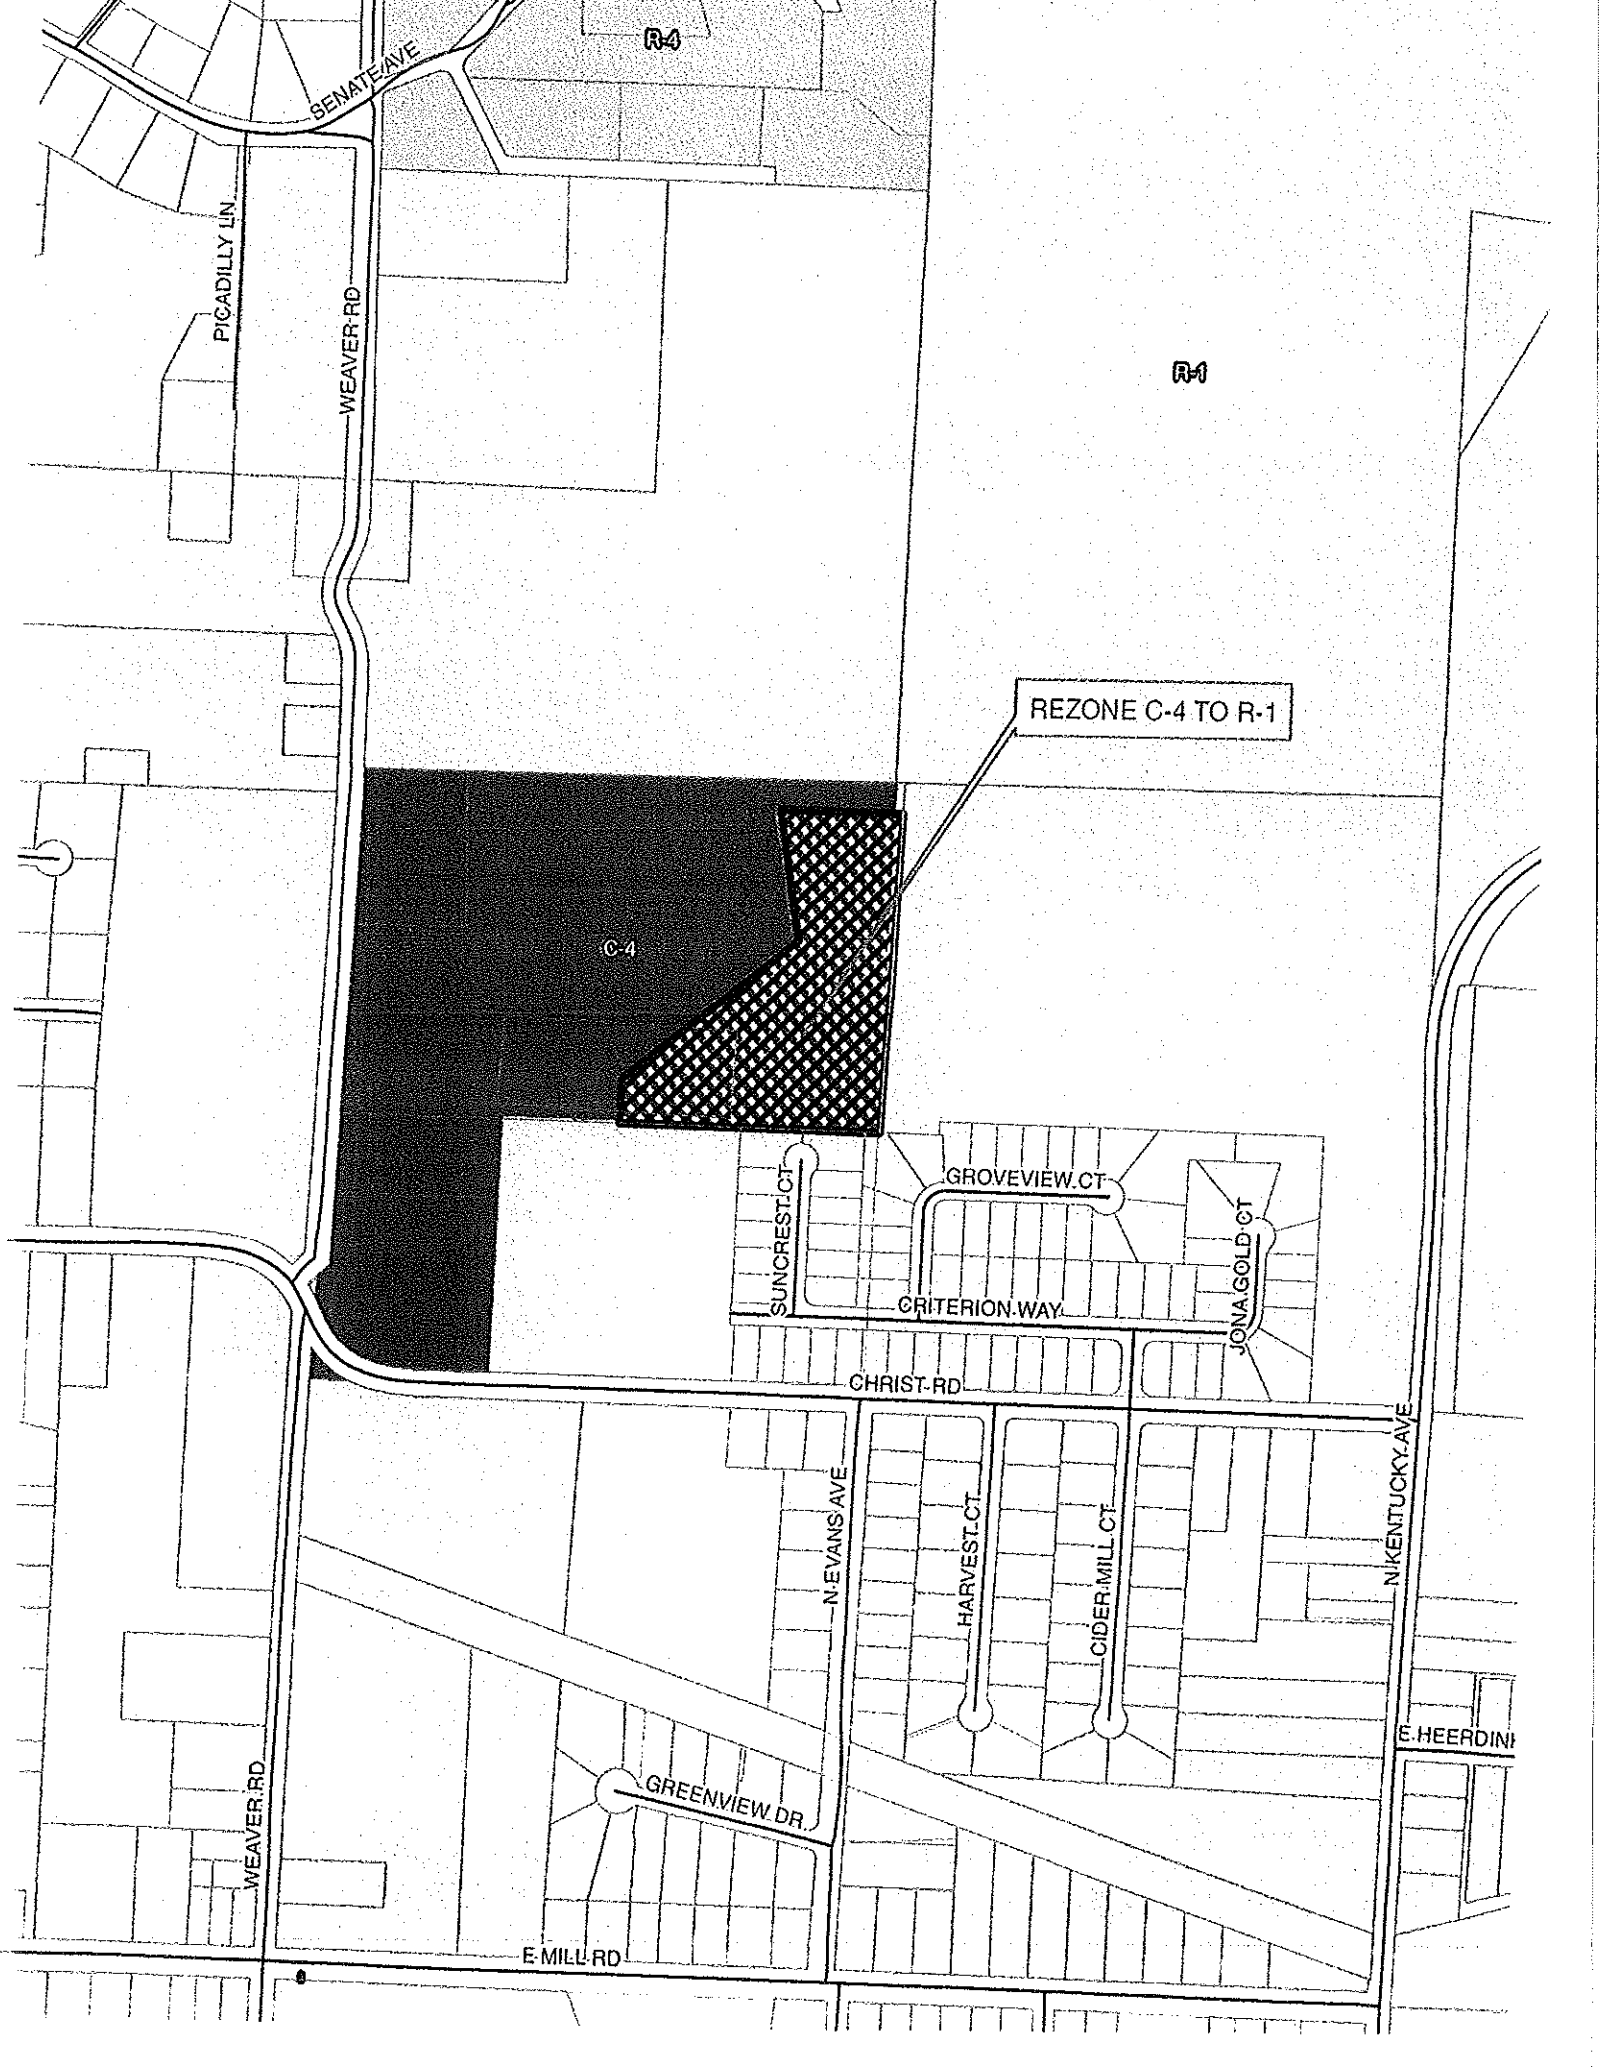 R-4
SENATE AVE
PICADILLY LN
WEAVER RD
R-1
REZONE C-4 TO R-1
C-4
GROVEVIEW CT
SUNCREST CT
JONA GOLD CT
CRITERION WAY
CHRIST RD
N KENTUCKY AVE
N EVANS AVE
HARVEST CT
CIDER MILL CT
E HEERDIN
GREENVIEW DR
WEAVER RD
E MILL RD